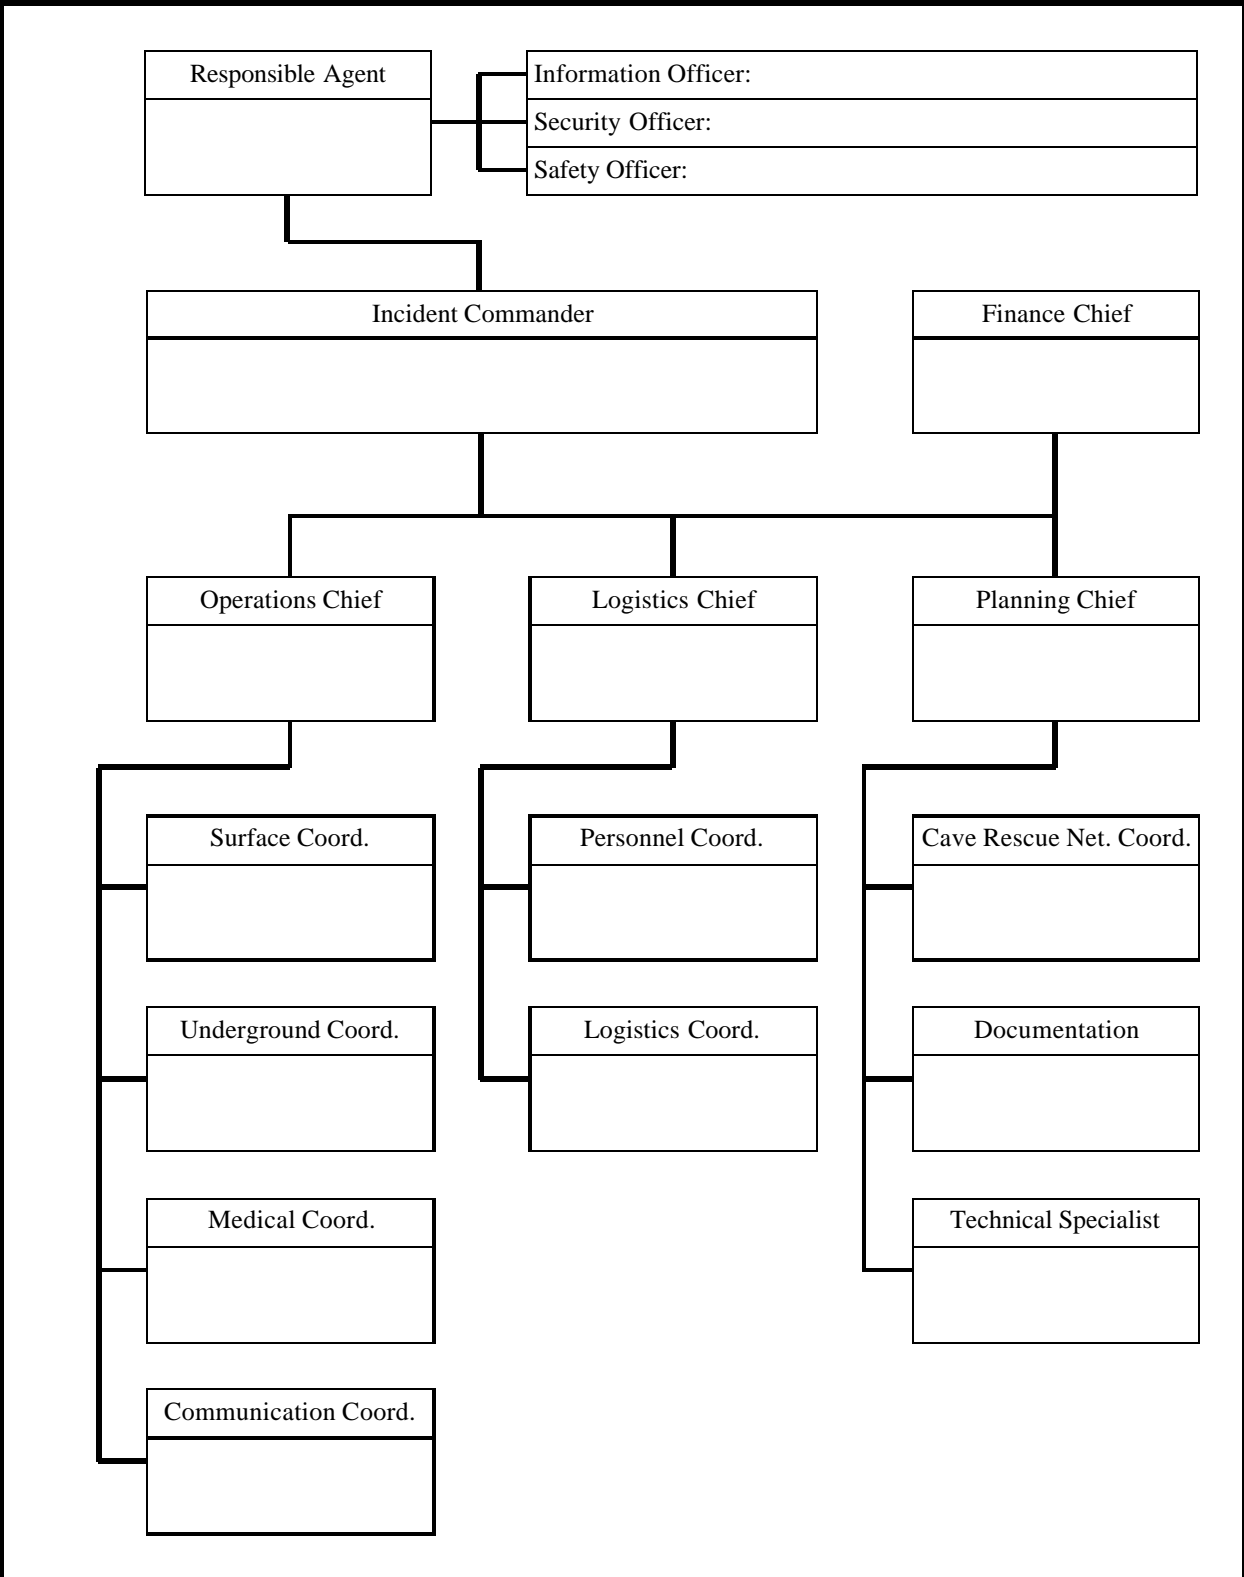 Responsible Agent
Information Officer:
Security Officer:
Safety Officer:
Incident Commander
Finance Chief
Operations Chief
Logistics Chief
Planning Chief
Surface Coord.
Personnel Coord.
Cave Rescue Net. Coord.
Underground Coord.
Logistics Coord.
Documentation
Medical Coord.
Technical Specialist
Communication Coord.